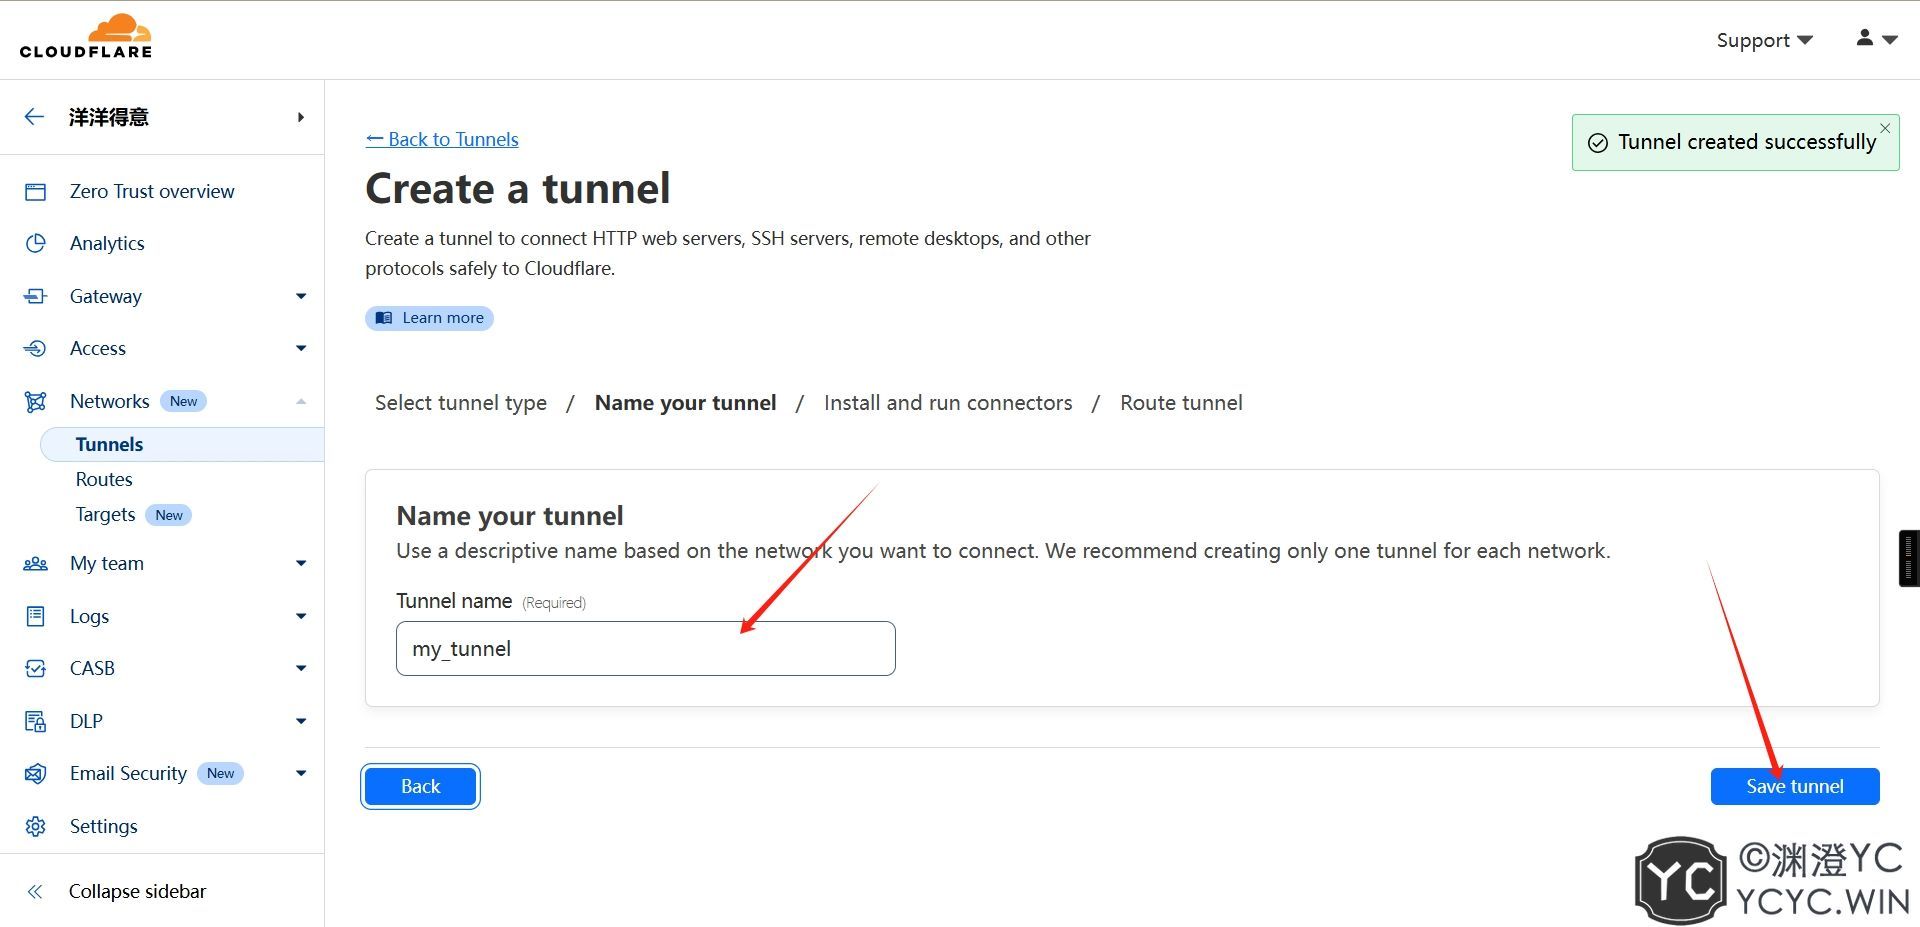 CLOUDFLARE
Support
洋洋得意
← Back to Tunnels
Tunnel created successfully
Zero Trust overview
Create a tunnel
Analytics
Create a tunnel to connect HTTP web servers, SSH servers, remote desktops, and other
protocols safely to Cloudflare.
Gateway
Learn more
Access
Networks New
Select tunnel type / Name your tunnel / Install and run connectors / Route tunnel
Tunnels
Routes
Targets New
Name your tunnel
Use a descriptive name based on the network you want to connect. We recommend creating only one tunnel for each network.
My team
Tunnel name (Required)
Logs
my_tunnel
CASB
DLP
Email Security New
Back
Save tunnel
Settings
Collapse sidebar
YC
©渊澄YC
YCYC.WIN